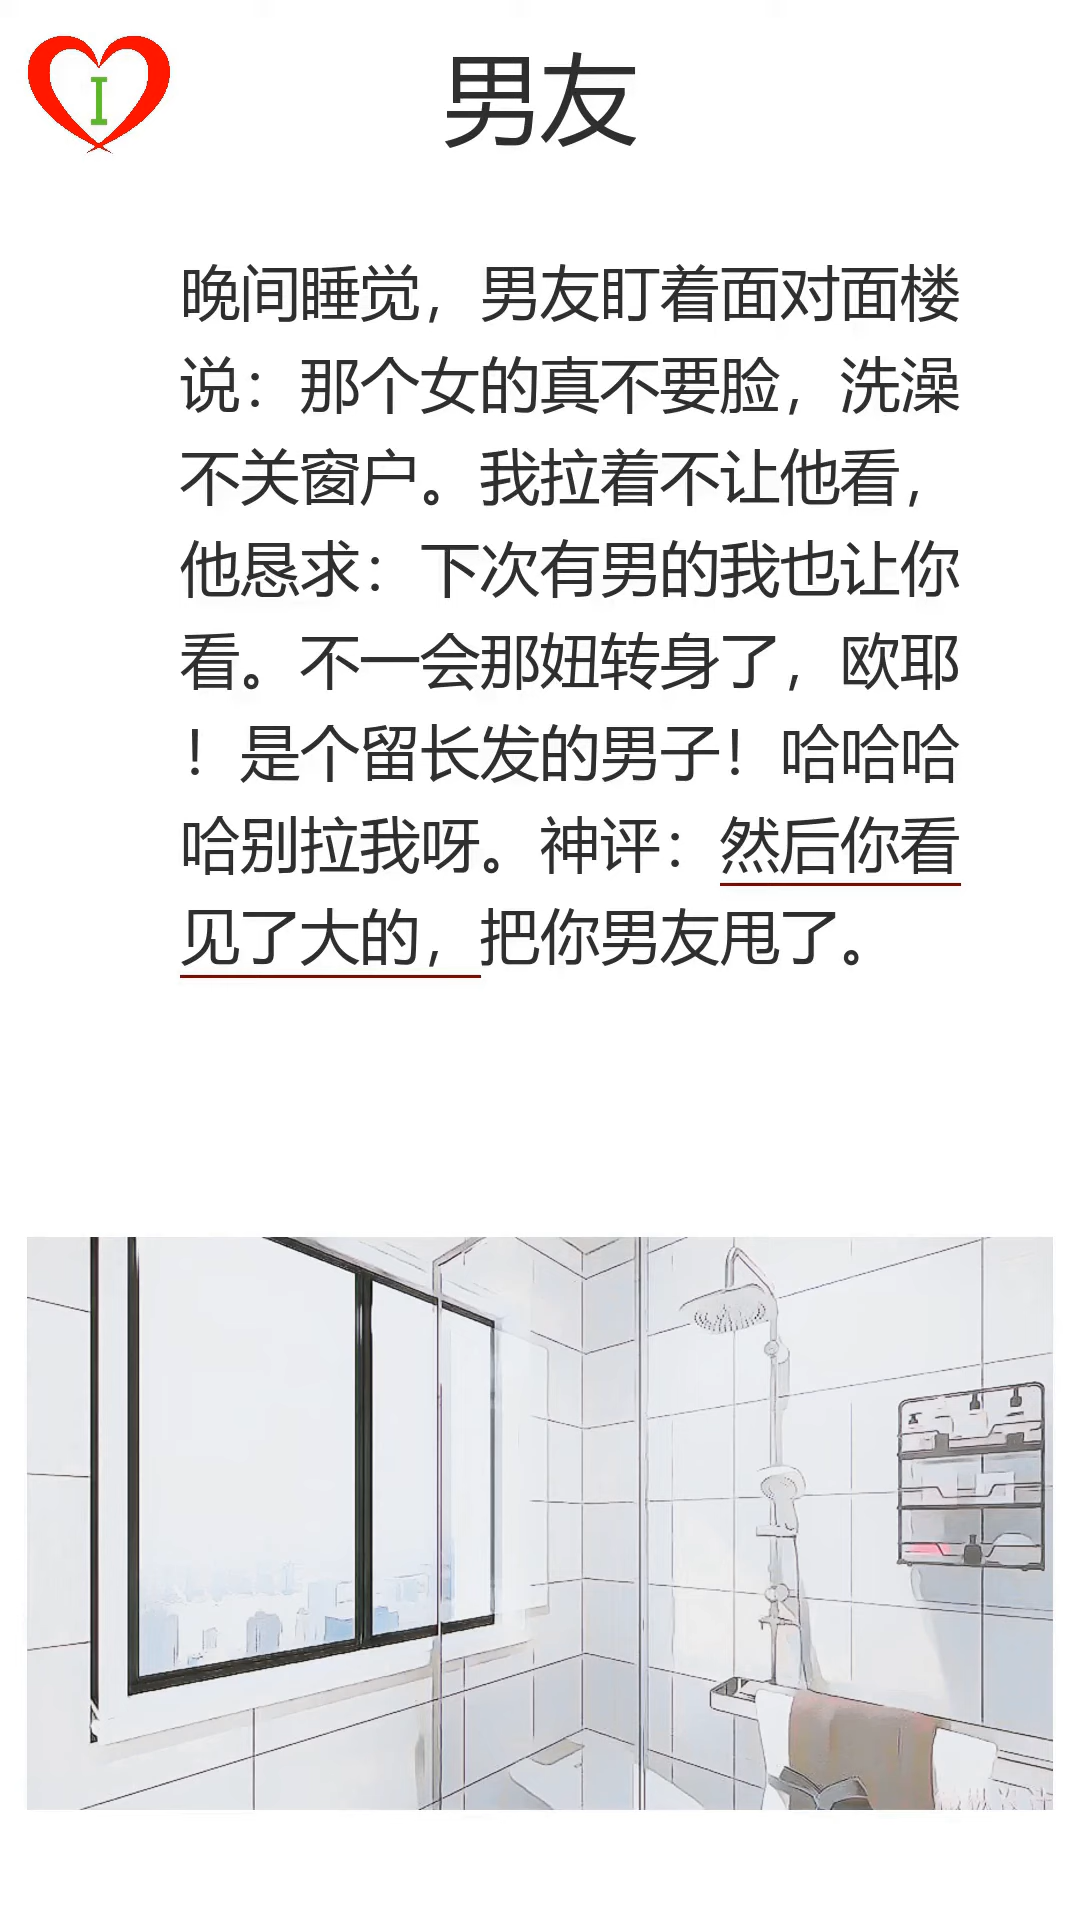 I
男友
晚间睡觉，男友盯着面对面楼
说：那个女的真不要脸，洗澡
不关窗户。我拉着不让他看，
他恳求：下次有男的我也让你
看。不一会那妞转身了，欧耶
！是个留长发的男子！哈哈哈
哈别拉我呀。神评：然后你看
见了大的，把你男友甩了。